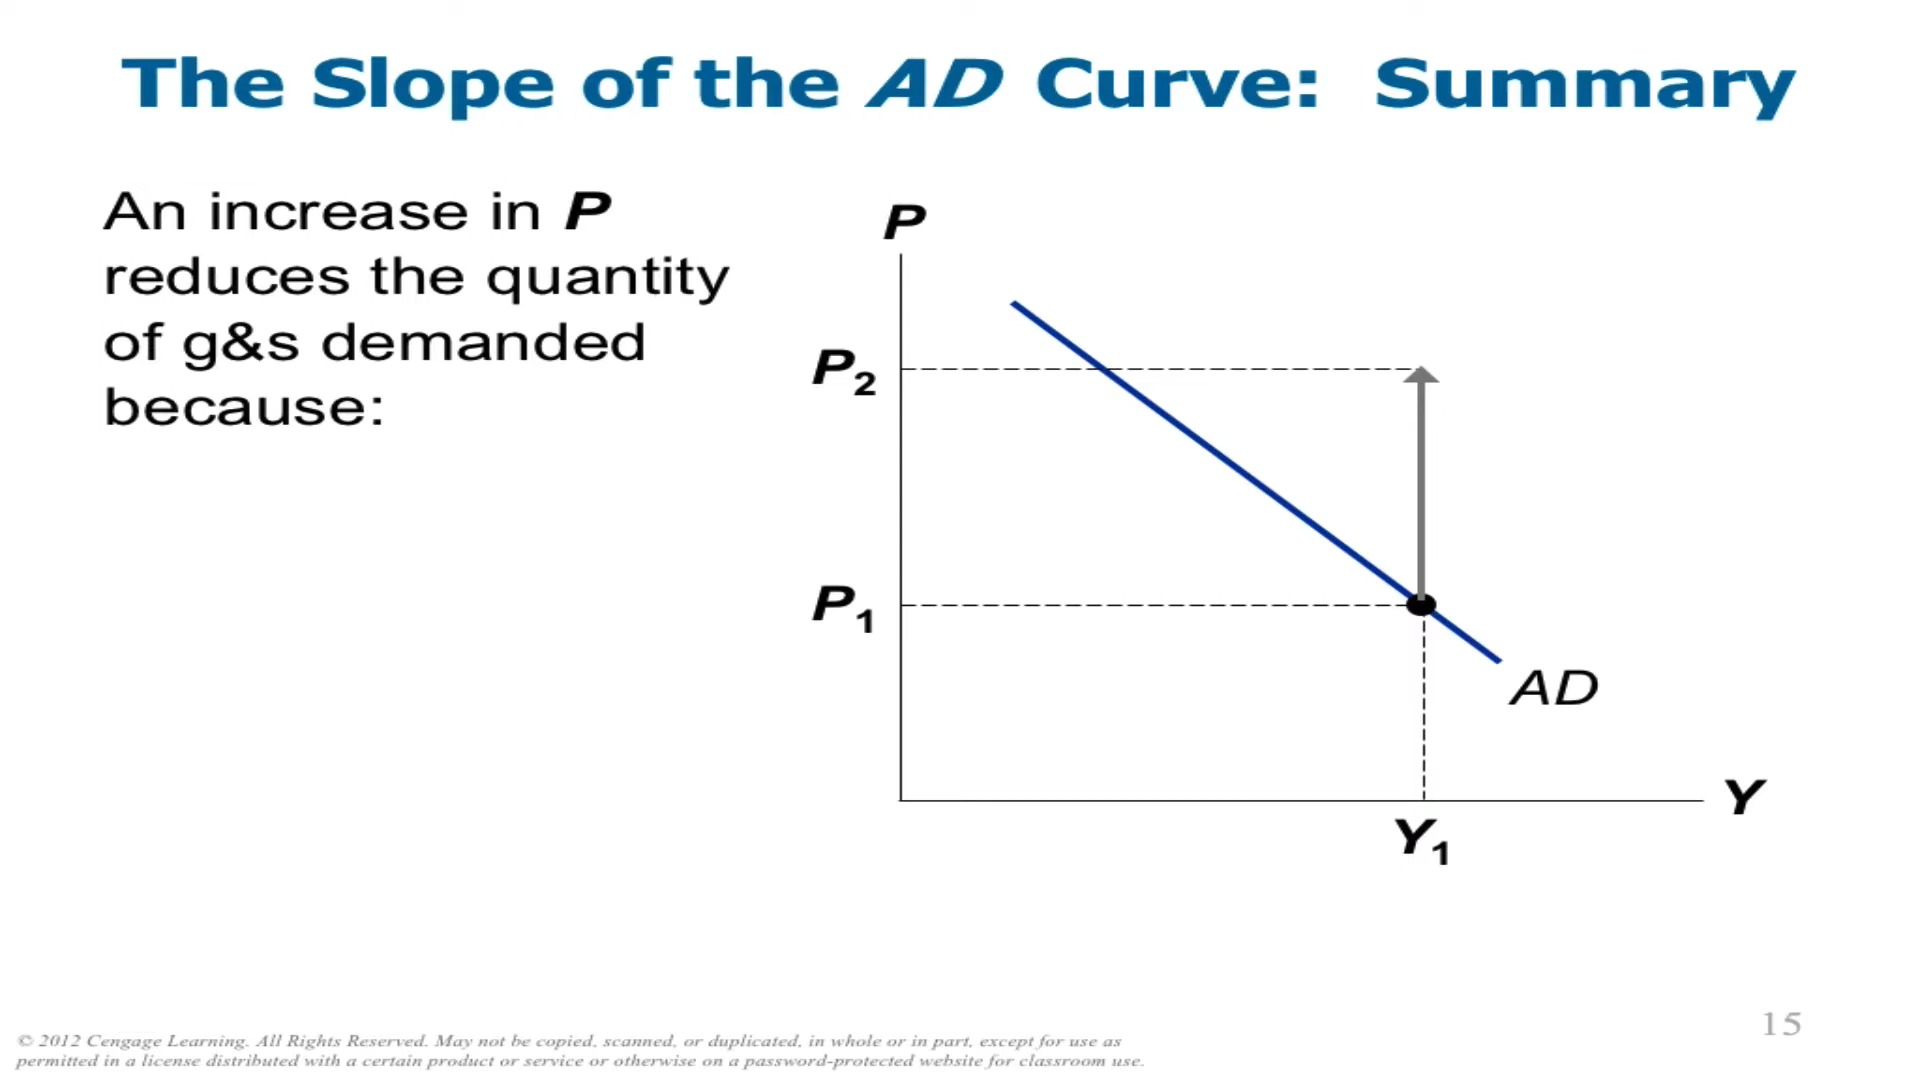 The Slope of the AD Curve: Summary
An increase in P
reduces the quantity
of g&s demanded
because:
P
P2
P1
AD
Y
Y1
15
© 2012 Cengage Learning. All Rights Reserved. May not be copied, scanned, or duplicated, in whole or in part, except for use as
permitted in a license distributed with a certain product or service or otherwise on a password-protected website for classroom use.